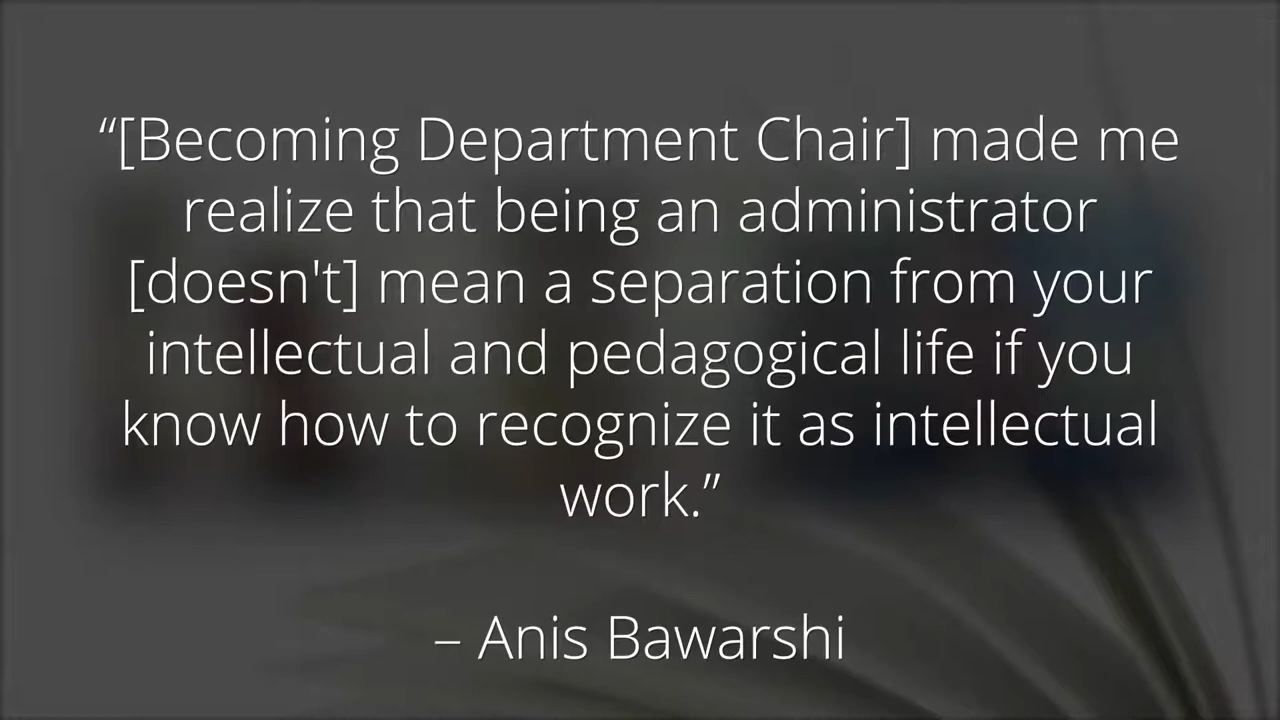 “[Becoming Department Chair] made me
realize that being an administrator
[doesn't] mean a separation from your
intellectual and pedagogical life if you
know how to recognize it as intellectual
work.”
– Anis Bawarshi